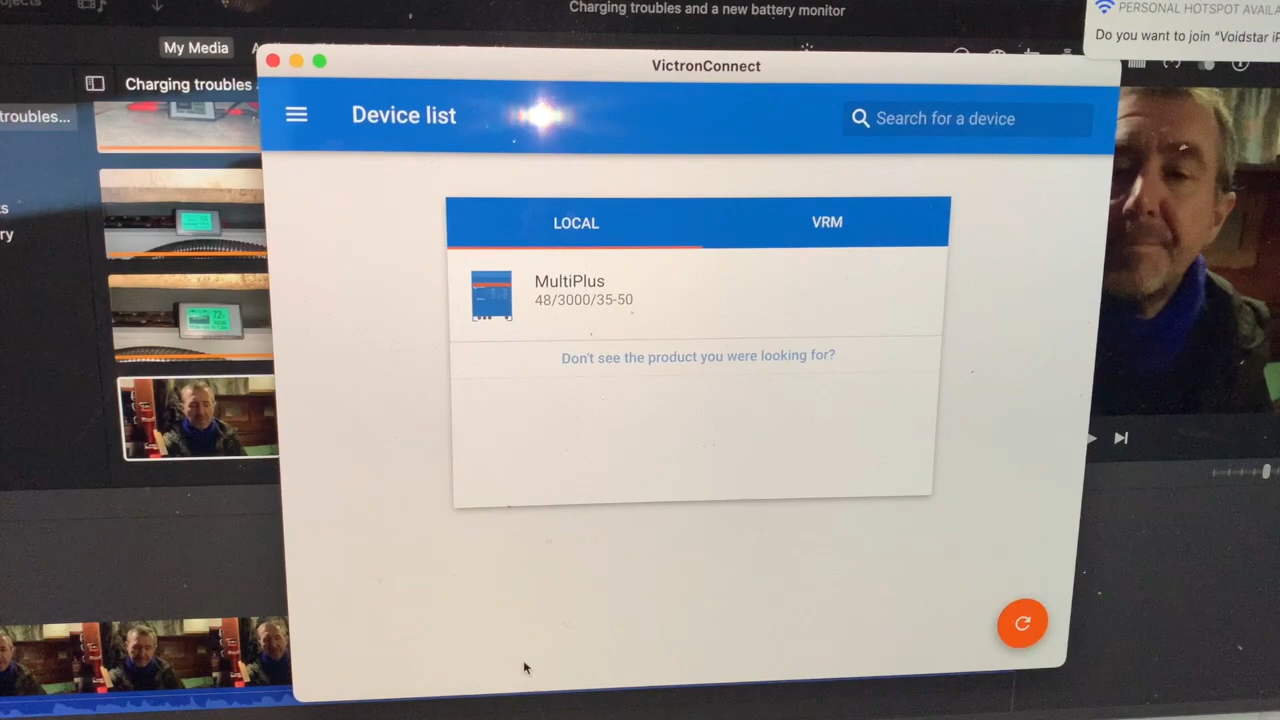 Charging troubles and a new battery monitor
PERSONAL HOTSPOT
Do you want to join “Voidstar
My Media
VictronConnect
Charging troubles
troubles...
Device list
Search for a device
LOCAL
VRM
MultiPlus
48/3000/35-50
Don't see the product you were looking for?